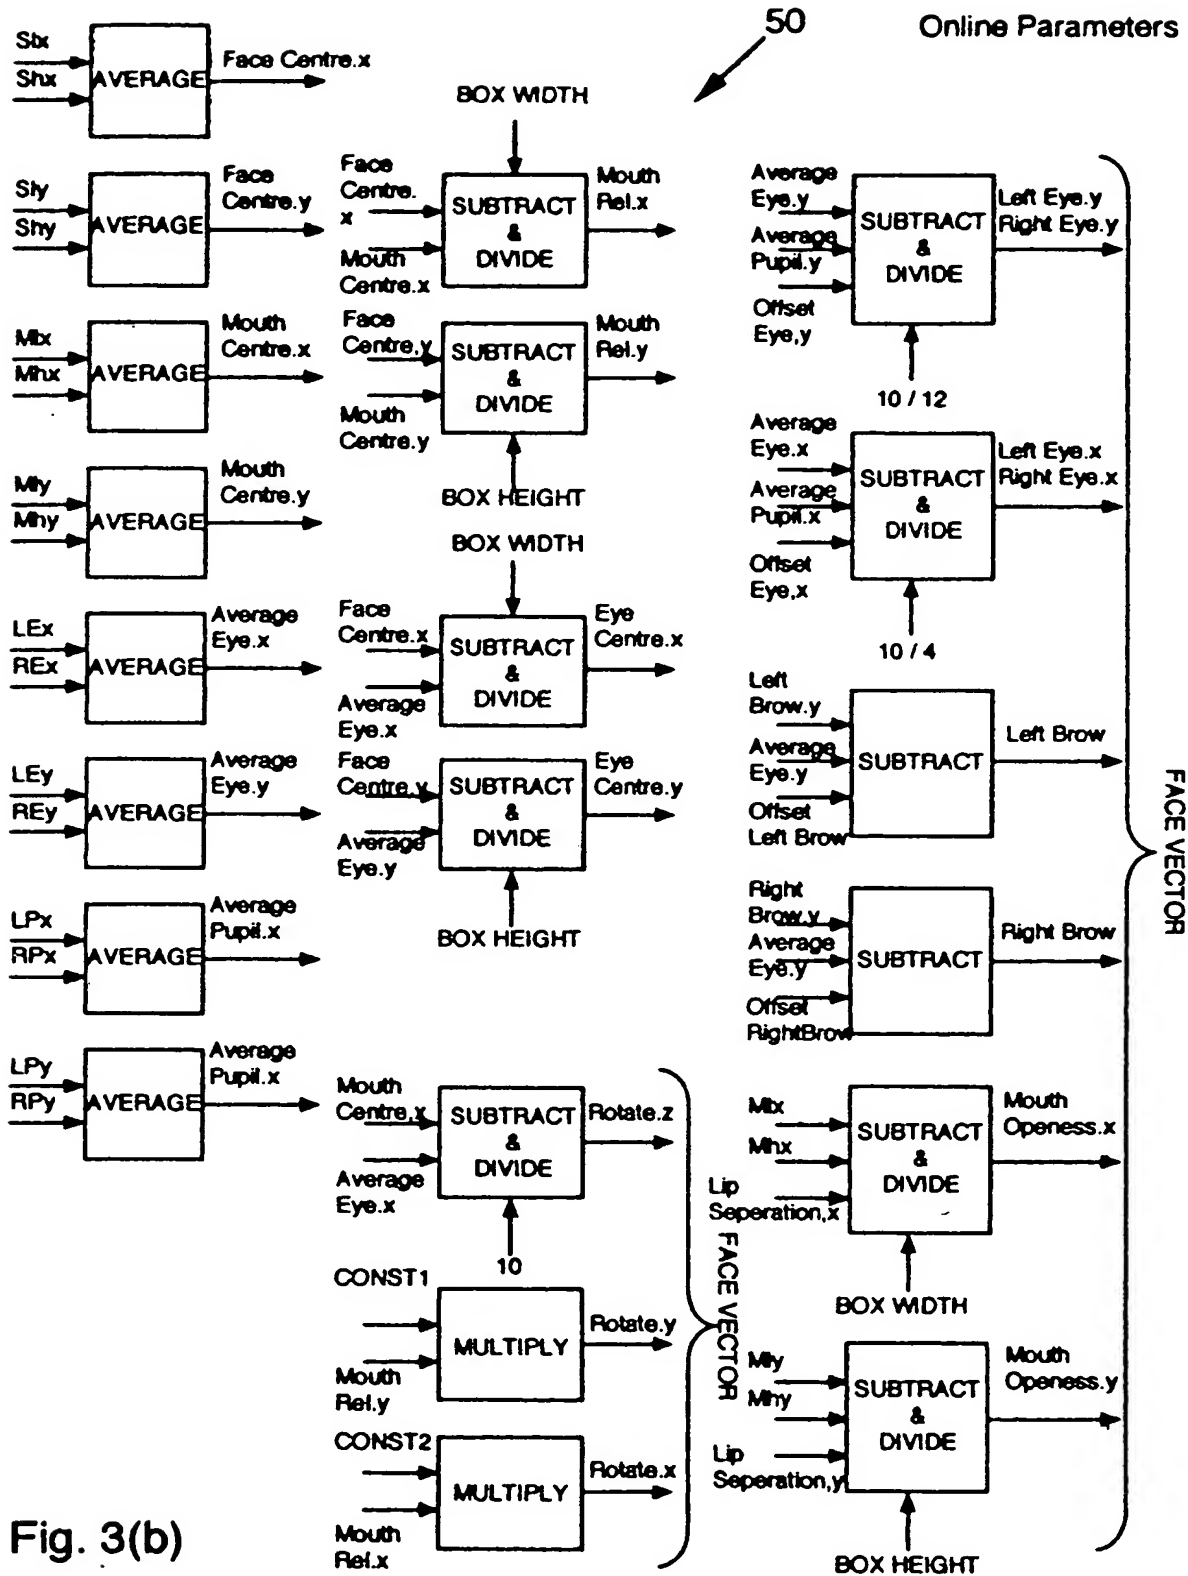 50
Online Parameters
Slx
Shx
AVERAGE
Face Centre.x
Sly
Shy
AVERAGE
Face
Centre.y
Mlx
Mhx
AVERAGE
Mouth
Centre.x
Mly
Mhy
AVERAGE
Mouth
Centre.y
LEx
REx
AVERAGE
Average
Eye.x
LEy
REy
AVERAGE
Average
Eye.y
LPx
RPx
AVERAGE
Average
Pupil.x
LPy
RPy
AVERAGE
Average
Pupil.x
BOX WIDTH
Face
Centre.
x
Mouth
Centre.x
SUBTRACT
&
DIVIDE
Mouth
Rel.x
Face
Centre,y
Mouth
Centre.y
SUBTRACT
&
DIVIDE
Mouth
Rel.y
BOX HEIGHT
BOX WIDTH
Face
Centre.x
Average
Eye.x
SUBTRACT
&
DIVIDE
Eye
Centre.x
Face
Centre.y
Average
Eye.y
SUBTRACT
&
DIVIDE
Eye
Centre.y
BOX HEIGHT
Mouth
Centre,x
Average
Eye.x
SUBTRACT
&
DIVIDE
Rotate.z
10
CONST1
Mouth
Rel.y
MULTIPLY
Rotate.y
CONST2
Mouth
Rel.x
MULTIPLY
Rotate.x
FACE VECTOR
Average
Eye.y
Average
Pupil.y
Offset
Eye,y
SUBTRACT
&
DIVIDE
Left Eye.y
Right Eye.y
10 / 12
Average
Eye.x
Average
Pupil.x
Offset
Eye,x
SUBTRACT
&
DIVIDE
Left Eye.x
Right Eye.x
10 / 4
Left
Brow.y
Average
Eye.y
Offset
Left Brow
SUBTRACT
Left Brow
Right
Brow.y
Average
Eye.y
Offset
RightBrow
SUBTRACT
Right Brow
Mlx
Mhx
Lip
Seperation,x
SUBTRACT
&
DIVIDE
Mouth
Openess.x
BOX WIDTH
Mly
Mhy
Lip
Seperation,y
SUBTRACT
&
DIVIDE
Mouth
Openess.y
BOX HEIGHT
FACE VECTOR
Fig. 3(b)